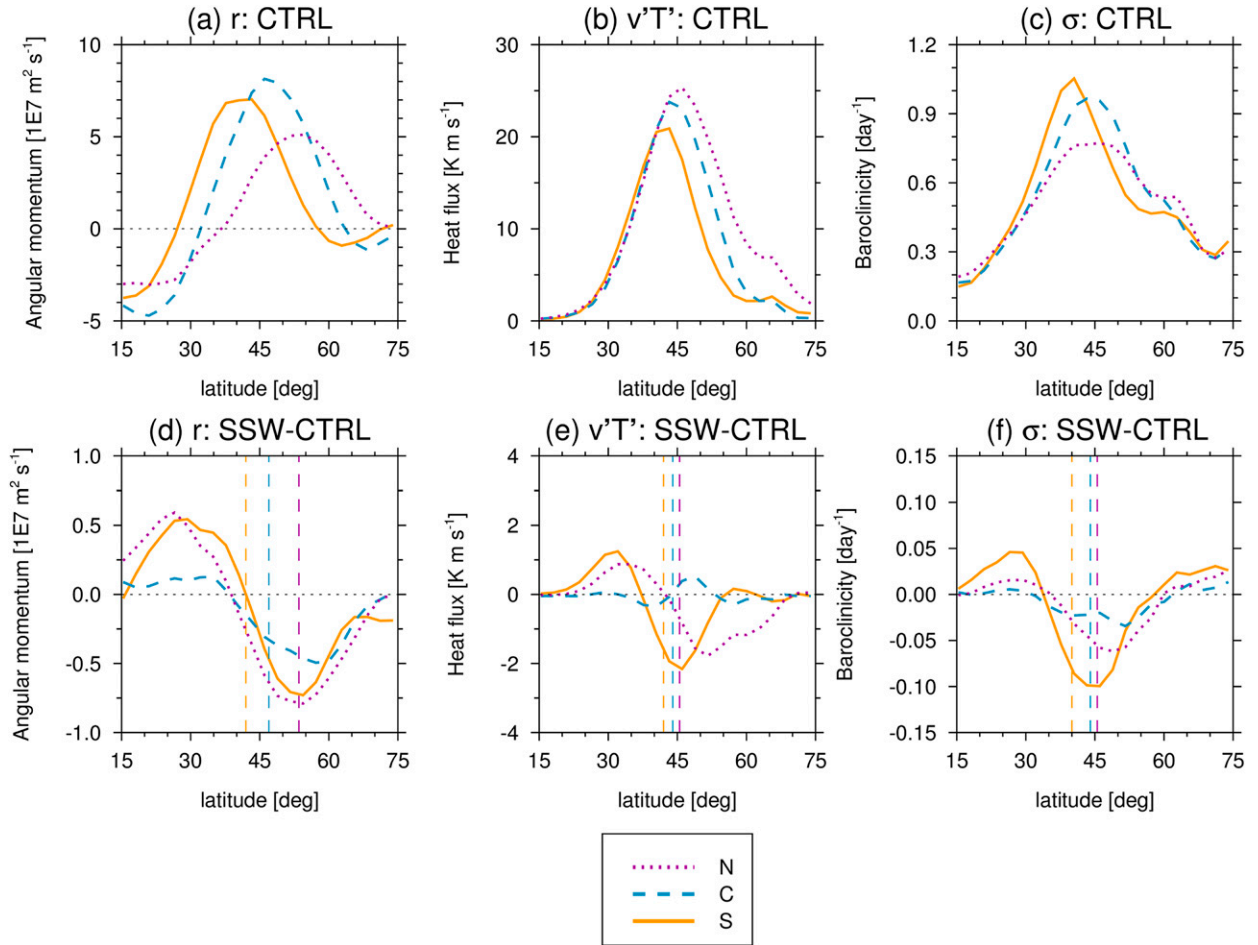 (a) r: CTRL
Angular momentum [1E7 m² s⁻¹]
10
5
0
-5
15 30 45 60 75
latitude [deg]
(b) v'T': CTRL
Heat flux [K m s⁻¹]
30
20
10
0
15 30 45 60 75
latitude [deg]
(c) σ: CTRL
Baroclinicity [day⁻¹]
1.2
0.9
0.6
0.3
0.0
15 30 45 60 75
latitude [deg]
(d) r: SSW-CTRL
Angular momentum [1E7 m² s⁻¹]
1.0
0.5
0.0
-0.5
-1.0
15 30 45 60 75
latitude [deg]
(e) v'T': SSW-CTRL
Heat flux [K m s⁻¹]
4
2
0
-2
-4
15 30 45 60 75
latitude [deg]
(f) σ: SSW-CTRL
Baroclinicity [day⁻¹]
0.15
0.10
0.05
0.00
-0.05
-0.10
-0.15
15 30 45 60 75
latitude [deg]
N
C
S